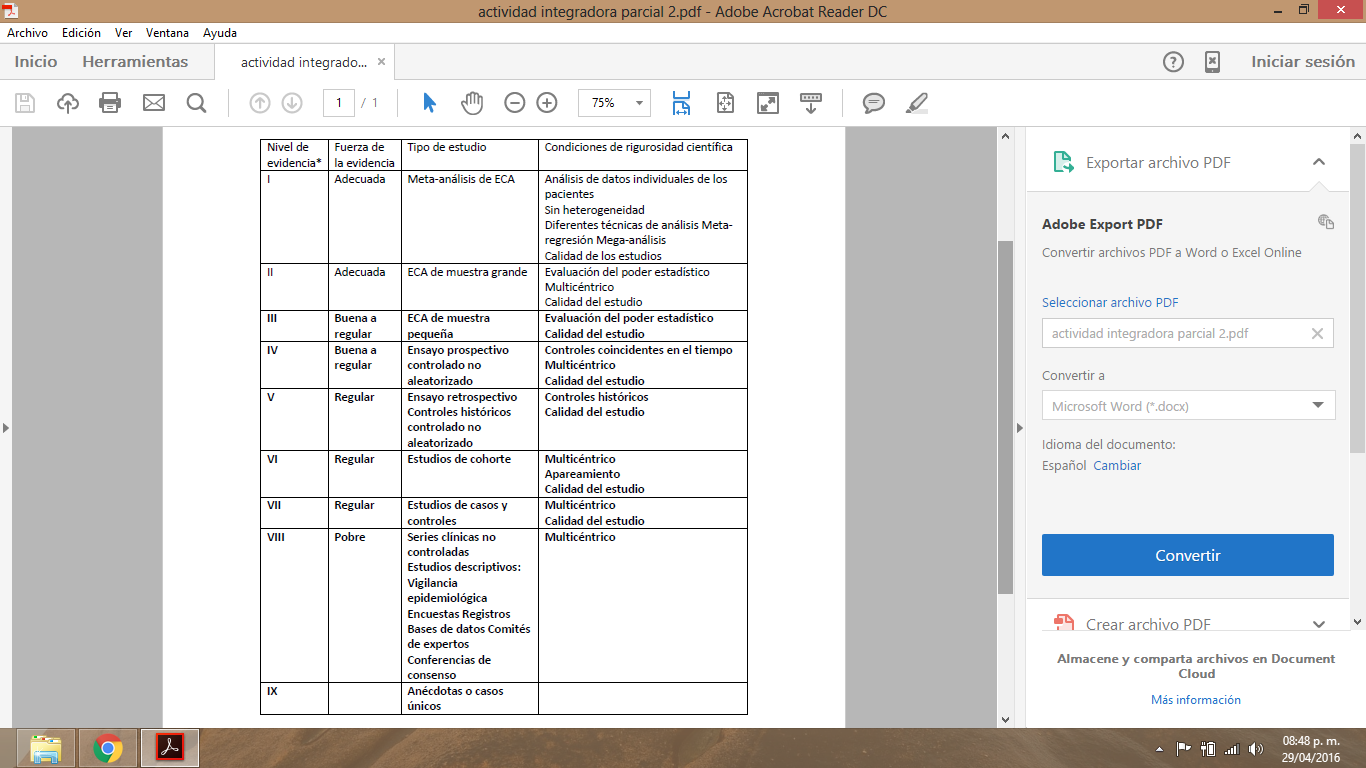 actividad integradora parcial 2.pdf - Adobe Acrobat Reader DC
Archivo Edición Ver Ventana Ayuda
Inicio Herramientas actividad integrado... × Iniciar sesión
1 / 1 75%
Nivel de evidencia* Fuerza de la evidencia Tipo de estudio Condiciones de rigurosidad científica
I Adecuada Meta-análisis de ECA Análisis de datos individuales de los
pacientes
Sin heterogeneidad
Diferentes técnicas de análisis Meta-
regresión Mega-análisis
Calidad de los estudios
II Adecuada ECA de muestra grande Evaluación del poder estadístico
Multicéntrico
Calidad del estudio
III Buena a regular ECA de muestra pequeña Evaluación del poder estadístico
Calidad del estudio
IV Buena a regular Ensayo prospectivo controlado no aleatorizado Controles coincidentes en el tiempo
Multicéntrico
Calidad del estudio
V Regular Ensayo retrospectivo Controles históricos controlado no aleatorizado Controles históricos
Calidad del estudio
VI Regular Estudios de cohorte Multicéntrico
Apareamiento
Calidad del estudio
VII Regular Estudios de casos y controles Multicéntrico
Calidad del estudio
VIII Pobre Series clínicas no controladas Multicéntrico
Estudios descriptivos:
Vigilancia
epidemiológica
Encuestas Registros
Bases de datos Comités
de expertos
Conferencias de
consenso
IX Anécdotas o casos
únicos
Exportar archivo PDF
Adobe Export PDF
Convertir archivos PDF a Word o Excel Online
Seleccionar archivo PDF
actividad integradora parcial 2.pdf
Convertir a
Microsoft Word (*.docx)
Idioma del documento:
Español Cambiar
Convertir
Crear archivo PDF
Almacene y comparta archivos en Document
Cloud
Más información
08:48 p. m.
29/04/2016